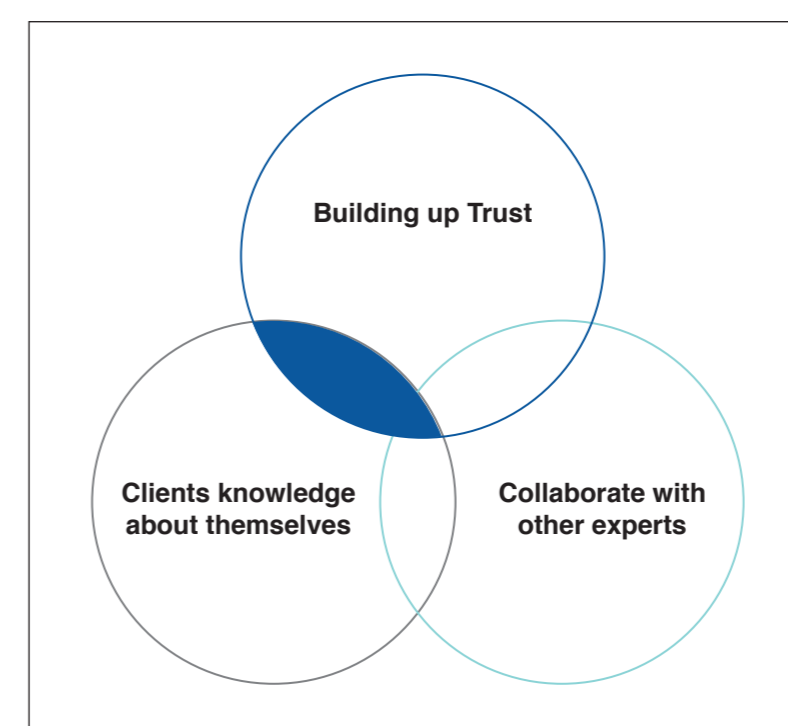 Building up Trust
Clients knowledge
about themselves
Collaborate with
other experts